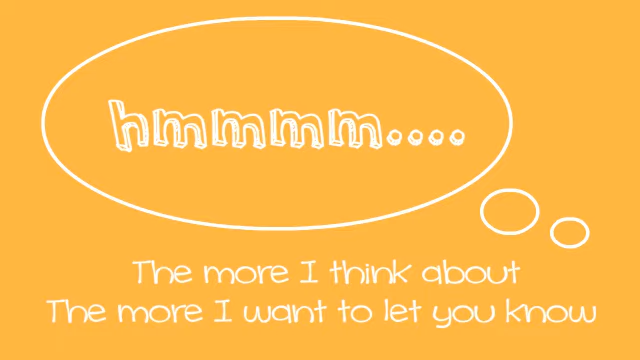 hmmmm....
The more I think about
The more I want to let you know